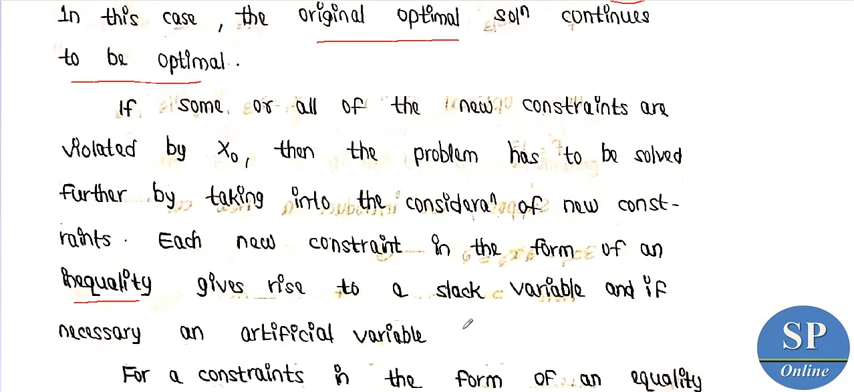 In this case, the original optimal solⁿ continues
to be optimal.
If some or all of the new constraints are
violated by X₀, then the problem has to be solved
further by taking into the consideraⁿ of new const-
raints. Each new constraint in the form of an
inequality gives rise to a slack variable and if
necessary an artificial variable
For a constraints in the form of an equality
SP
Online